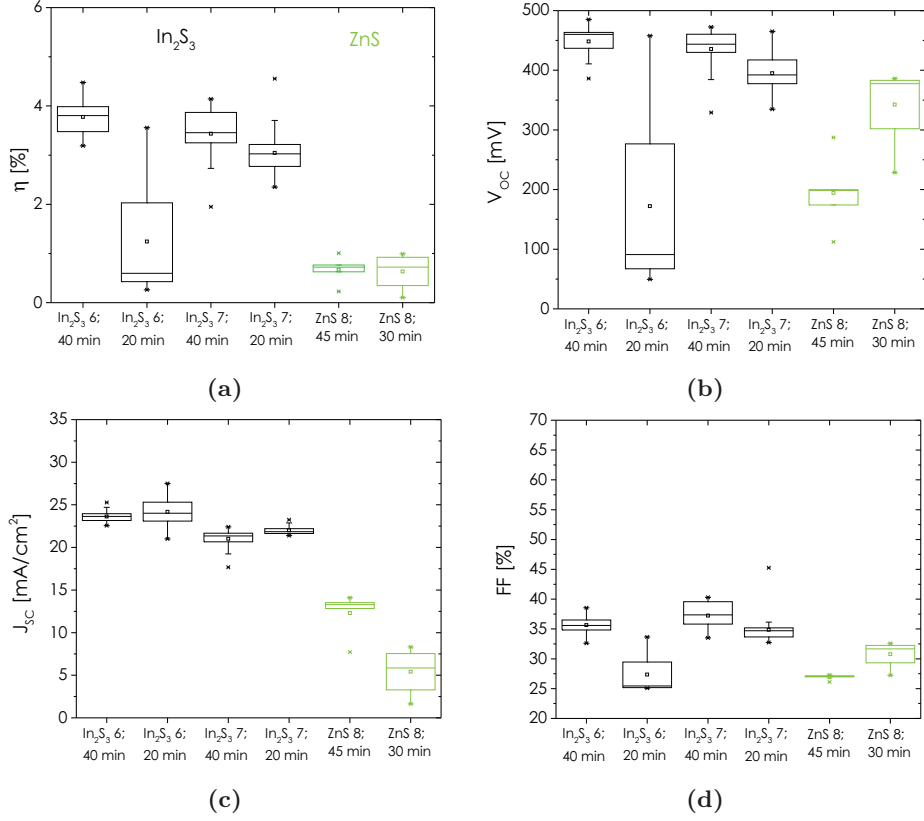 In₂S₃
ZnS
6
4
2
0
η [%]
In₂S₃ 6; In₂S₃ 6; In₂S₃ 7; In₂S₃ 7; ZnS 8; ZnS 8;
40 min 20 min 40 min 20 min 45 min 30 min
(a)
500
400
300
200
100
0
V_OC [mV]
In₂S₃ 6; In₂S₃ 6; In₂S₃ 7; In₂S₃ 7; ZnS 8; ZnS 8;
40 min 20 min 40 min 20 min 45 min 30 min
(b)
35
30
25
20
15
10
5
0
J_SC [mA/cm²]
In₂S₃ 6; In₂S₃ 6; In₂S₃ 7; In₂S₃ 7; ZnS 8; ZnS 8;
40 min 20 min 40 min 20 min 45 min 30 min
(c)
70
65
60
55
50
45
40
35
30
25
20
FF [%]
In₂S₃ 6; In₂S₃ 6; In₂S₃ 7; In₂S₃ 7; ZnS 8; ZnS 8;
40 min 20 min 40 min 20 min 45 min 30 min
(d)